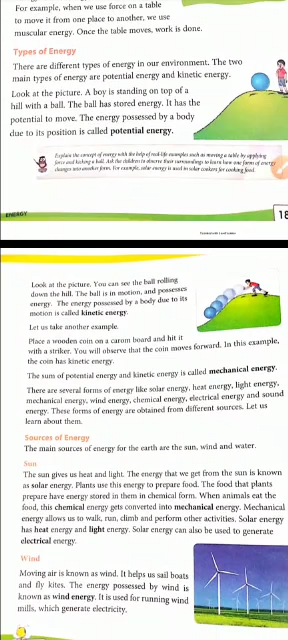 For example, when we use force on a table
to move it from one place to another, we use
muscular energy. Once the table moves, work is done.
Types of Energy
There are different types of energy in our environment. The two
main types of energy are potential energy and kinetic energy.
Look at the picture. A boy is standing on top of a
hill with a ball. The ball has stored energy. It has the
potential to move. The energy possessed by a body
due to its position is called potential energy.
Explain the concept of energy with the help of real-life examples such as moving a table by applying
force and kicking a ball. Ask the children to observe their surroundings to learn how one form of energy
changes into another form. For example, solar energy is used in solar cookers for cooking food.
ENERGY
18
Look at the picture. You can see the ball rolling
down the hill. The ball is in motion, and possesses
energy. The energy possessed by a body due to its
motion is called kinetic energy.
Let us take another example.
Place a wooden coin on a carom board and hit it
with a striker. You will observe that the coin moves forward. In this example,
the coin has kinetic energy.
The sum of potential energy and kinetic energy is called mechanical energy.
There are several forms of energy like solar energy, heat energy, light energy,
mechanical energy, wind energy, chemical energy, electrical energy and sound
energy. These forms of energy are obtained from different sources. Let us
learn about them.
Sources of Energy
The main sources of energy for the earth are the sun, wind and water.
Sun
The sun gives us heat and light. The energy that we get from the sun is known
as solar energy. Plants use this energy to prepare food. The food that plants
prepare have energy stored in them in chemical form. When animals eat the
food, this chemical energy gets converted into mechanical energy. Mechanical
energy allows us to walk, run, climb and perform other activities. Solar energy
has heat energy and light energy. Solar energy can also be used to generate
electrical energy.
Wind
Moving air is known as wind. It helps us sail boats
and fly kites. The energy possessed by wind is
known as wind energy. It is used for running wind
mills, which generate electricity.